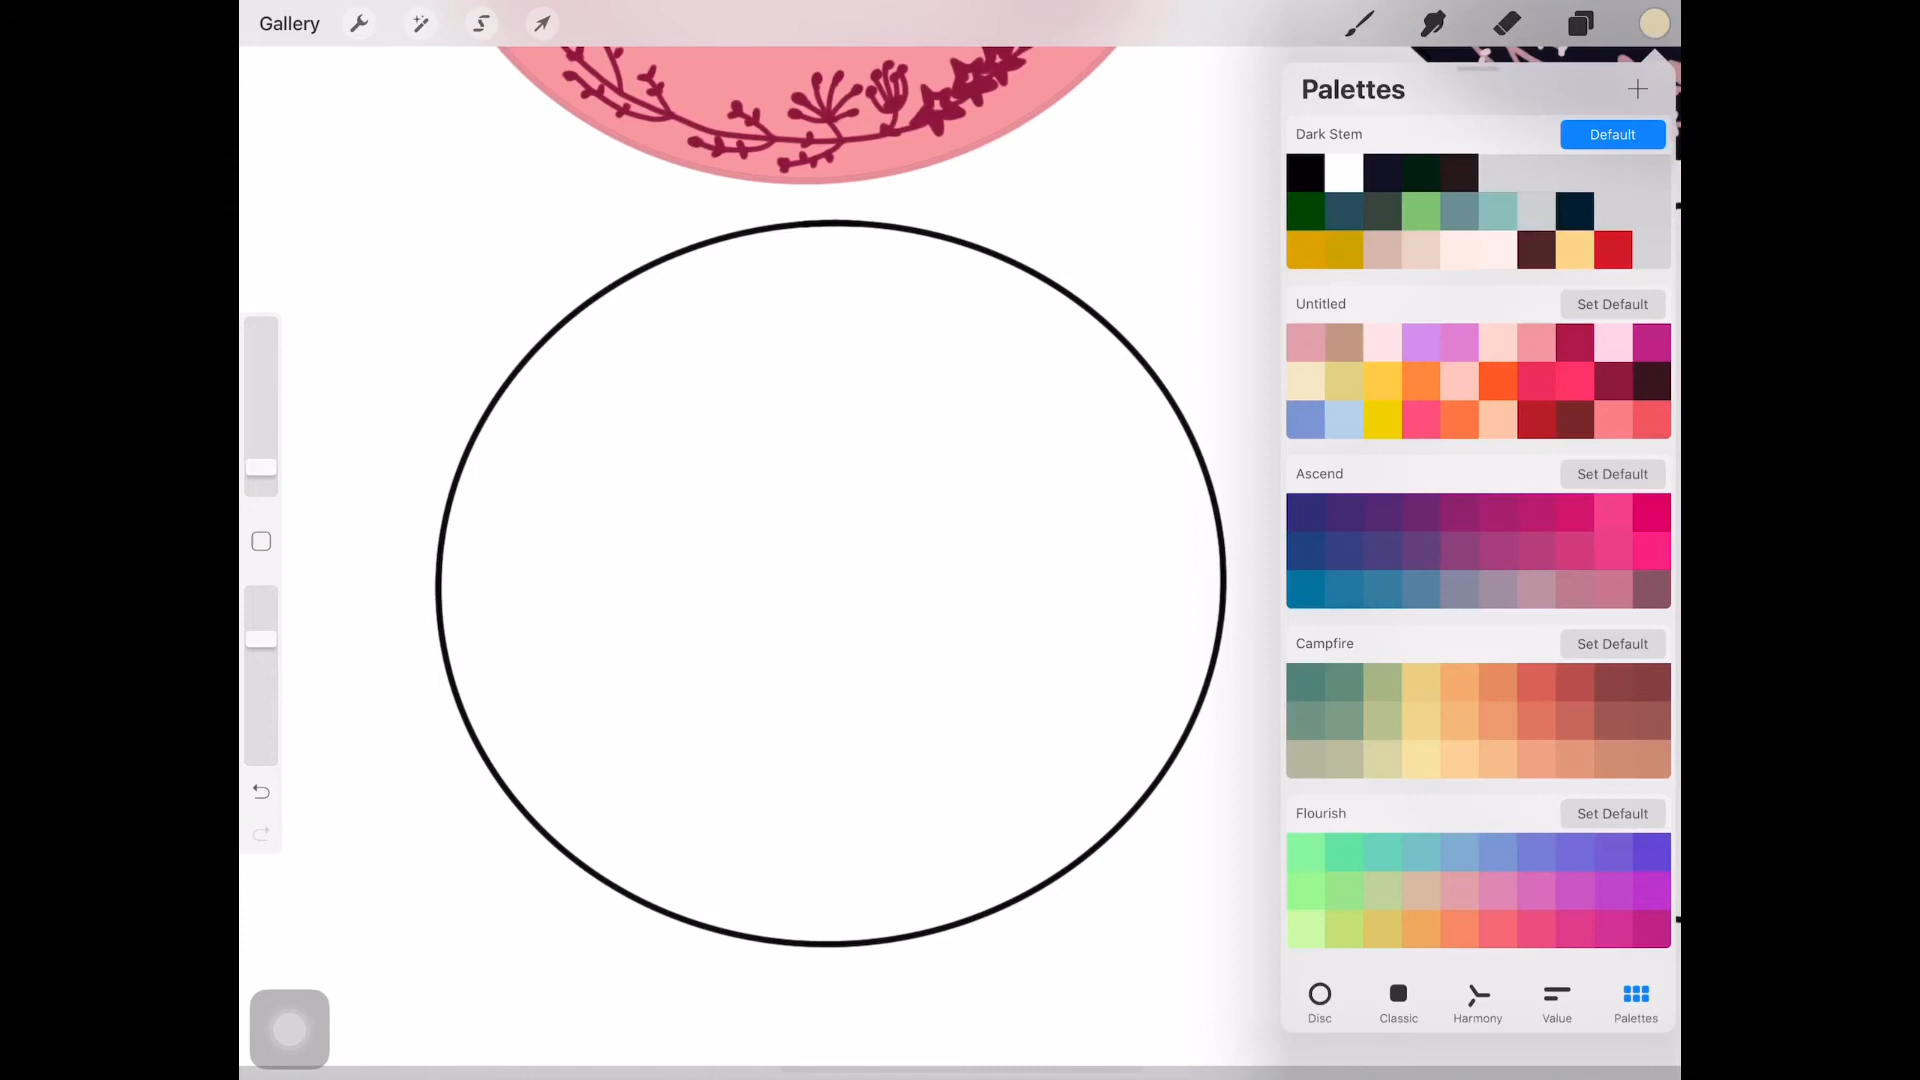 Gallery
Palettes
Dark Stem
Default
Untitled
Set Default
Ascend
Set Default
Campfire
Set Default
Flourish
Set Default
Disc
Classic
Harmony
Value
Palettes